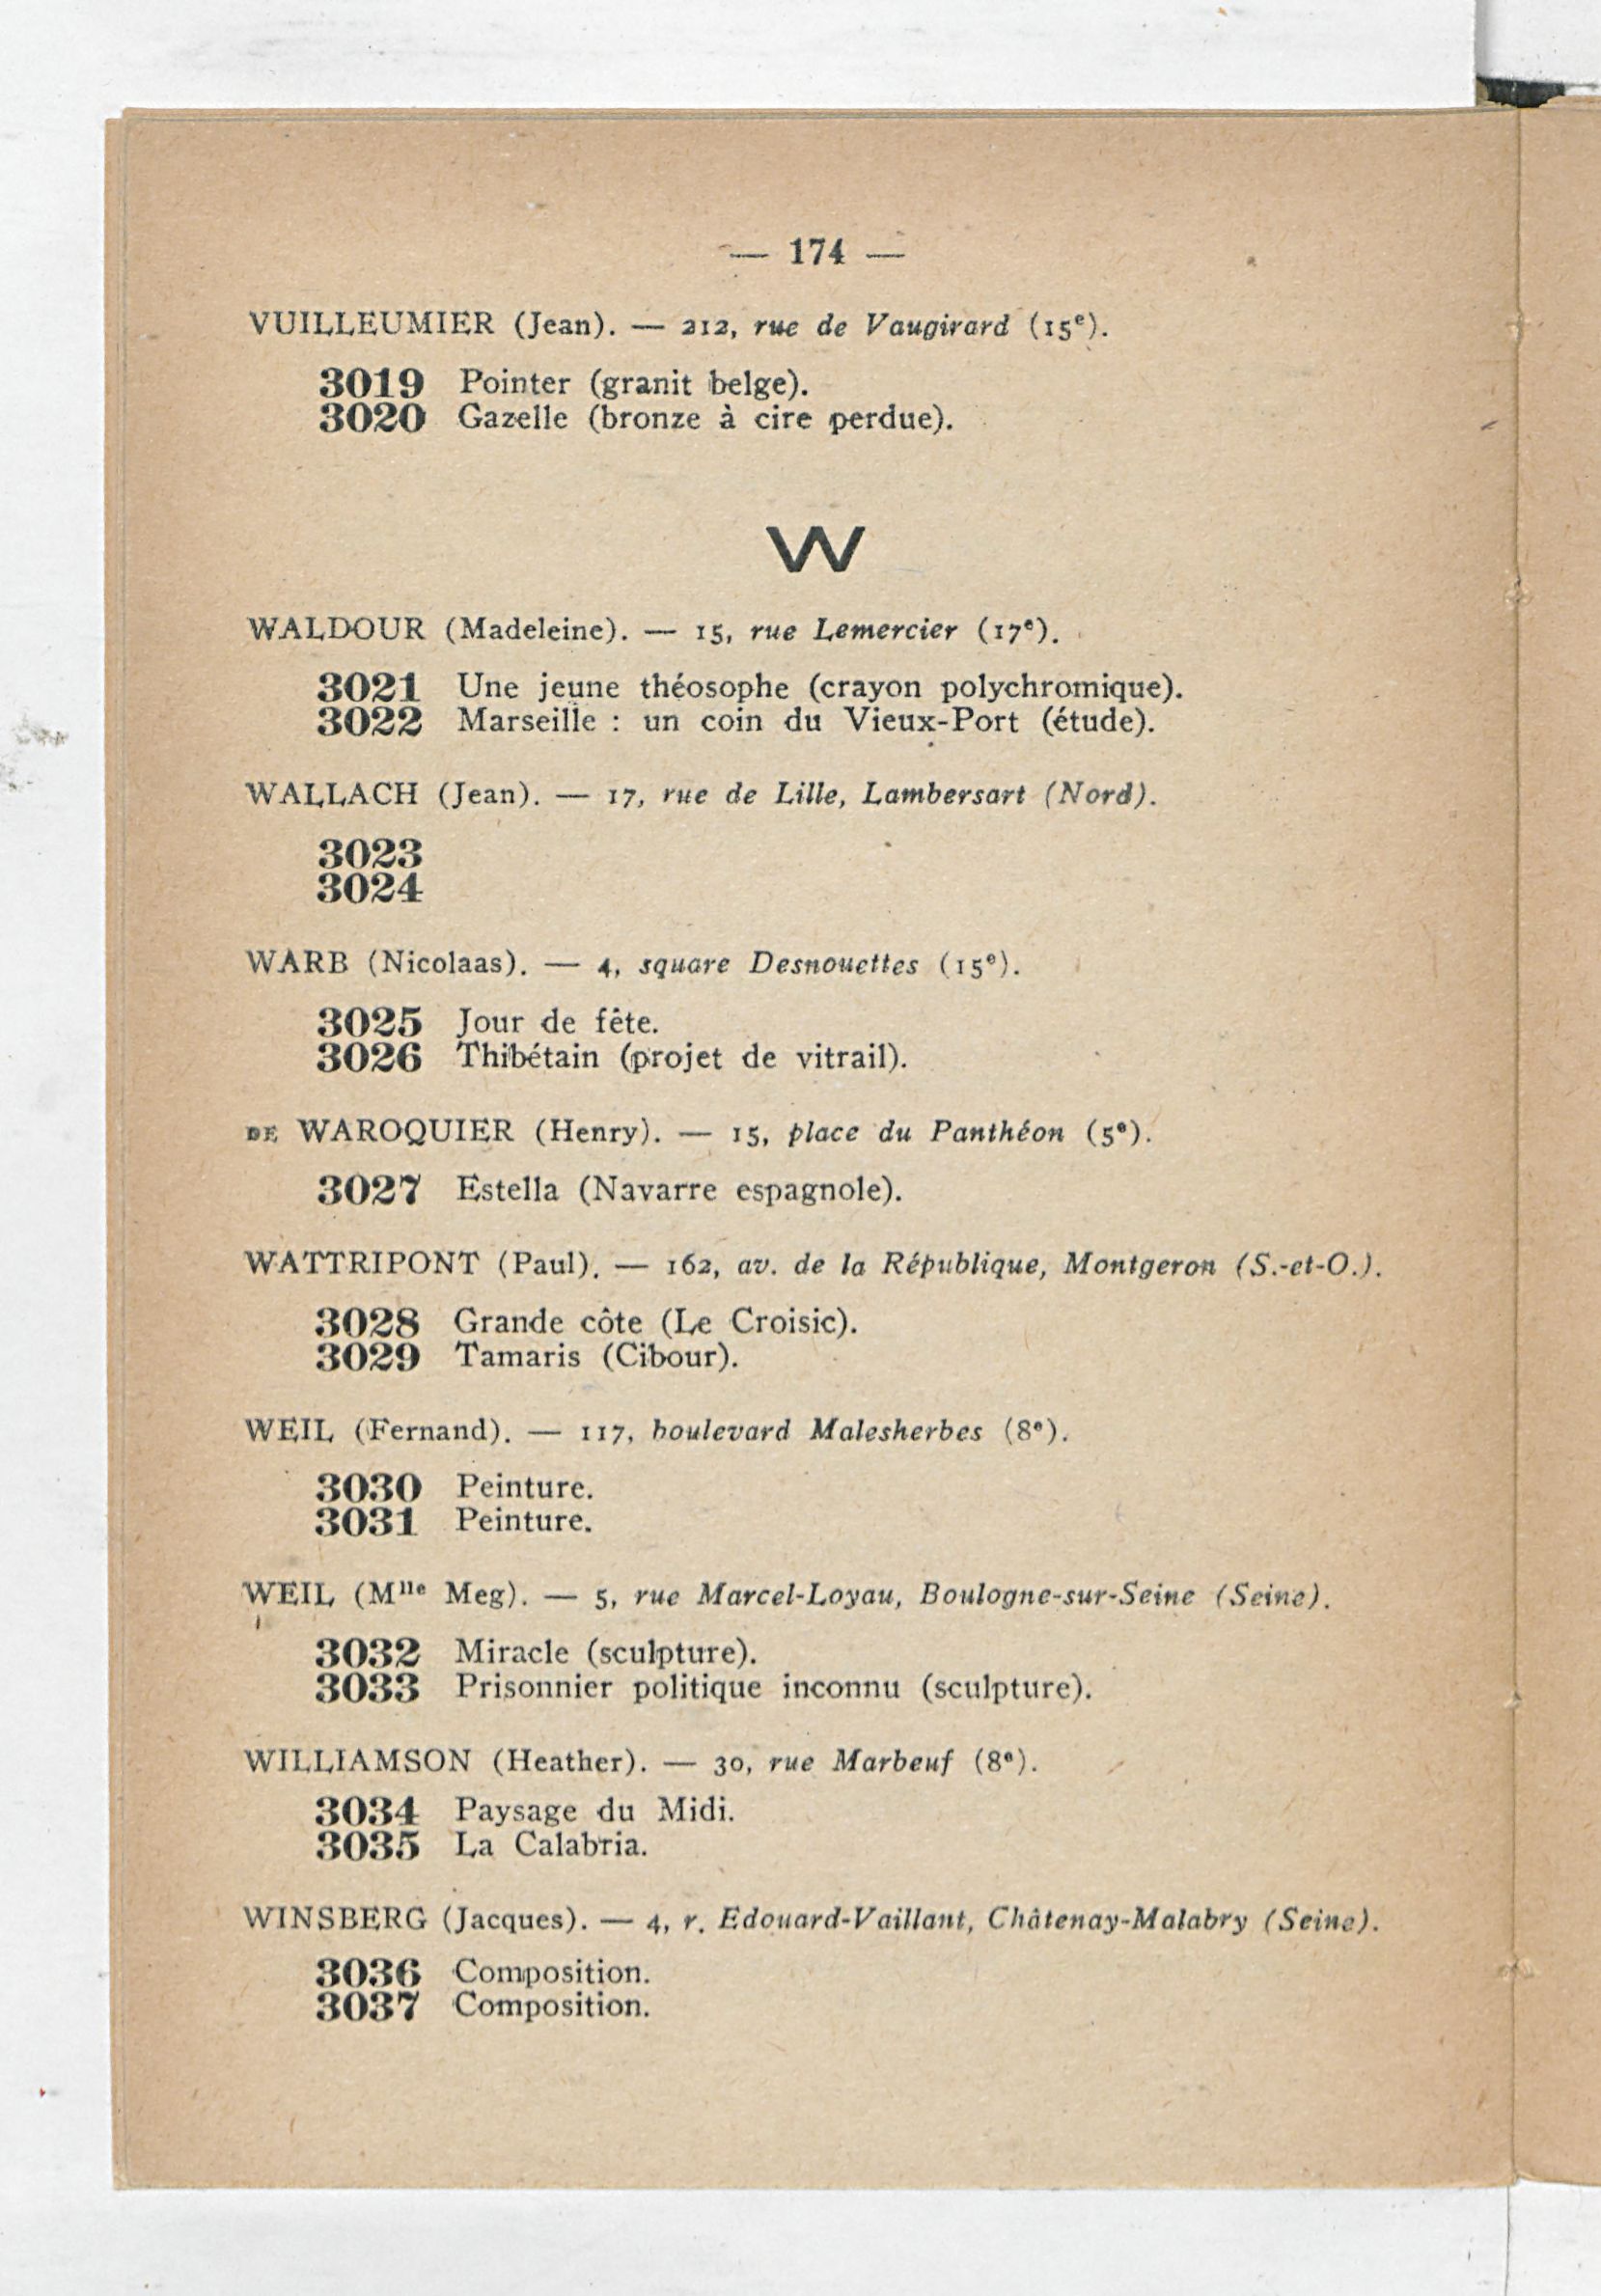 — 174 —
VUILLEUMIER (Jean). — 212, rue de Vaugirard (15e).
3019 Pointer (granit belge).
3020 Gazelle (bronze à cire perdue).
W
WALDOUR (Madeleine). — 15, rue Lemercier (17e).
3021 Une jeune théosophe (crayon polychromique).
3022 Marseille : un coin du Vieux-Port (étude).
WALLACH (Jean). — 17, rue de Lille, Lambersart (Nord).
3023
3024
WARB (Nicolaas). — 4, square Desnouettes (15e).
3025 Jour de fête.
3026 Thibétain (projet de vitrail).
DE WAROQUIER (Henry). — 15, place du Panthéon (5e).
3027 Estella (Navarre espagnole).
WATTRIPONT (Paul). — 162, av. de la République, Montgeron (S.-et-O.).
3028 Grande côte (Le Croisic).
3029 Tamaris (Cibour).
WEIL (Fernand). — 117, boulevard Malesherbes (8e).
3030 Peinture.
3031 Peinture.
WEIL (Mlle Meg). — 5, rue Marcel-Loyau, Boulogne-sur-Seine (Seine).
3032 Miracle (sculpture).
3033 Prisonnier politique inconnu (sculpture).
WILLIAMSON (Heather). — 30, rue Marbeuf (8e).
3034 Paysage du Midi.
3035 La Calabria.
WINSBERG (Jacques). — 4, r. Edouard-Vaillant, Châtenay-Malabry (Seine).
3036 Composition.
3037 Composition.